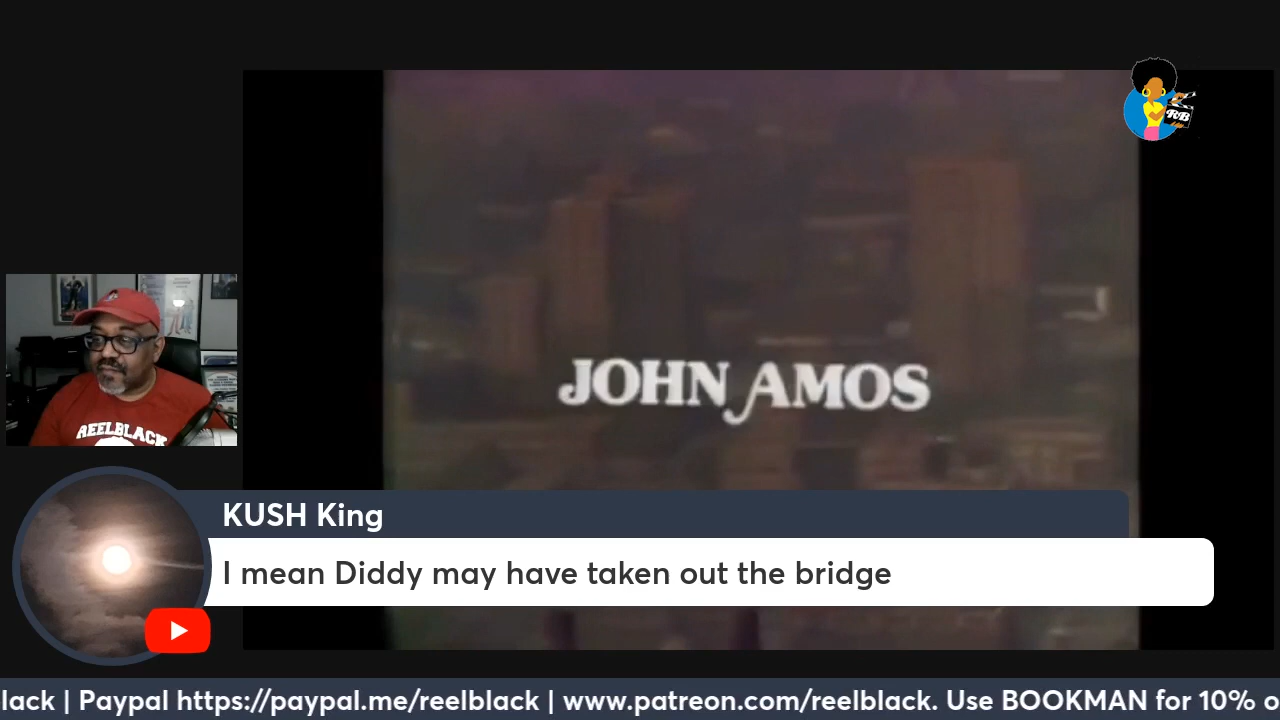 RB
JOHN AMOS
REELBLACK
KUSH King
I mean Diddy may have taken out the bridge
lack | Paypal https://paypal.me/reelblack | www.patreon.com/reelblack. Use BOOKMAN for 10% o